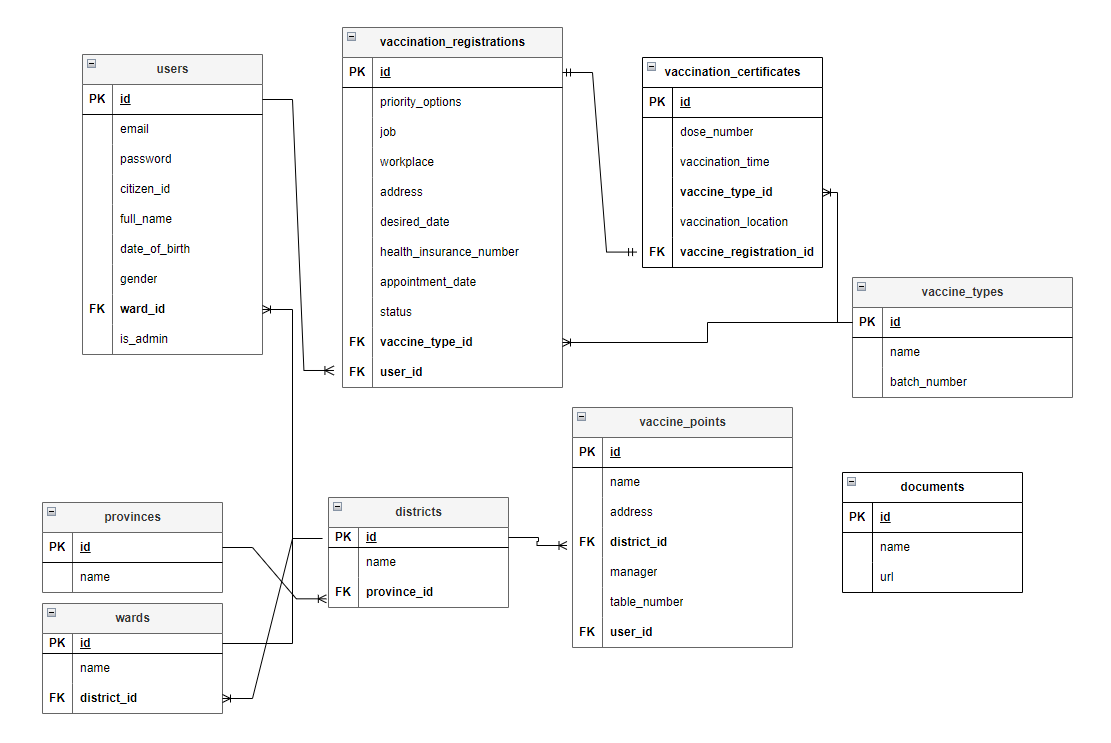 users
PK id
email
password
citizen_id
full_name
date_of_birth
gender
FK ward_id
is_admin
vaccination_registrations
PK id
priority_options
job
workplace
address
desired_date
health_insurance_number
appointment_date
status
FK vaccine_type_id
FK user_id
vaccination_certificates
PK id
dose_number
vaccination_time
vaccine_type_id
vaccination_location
FK vaccine_registration_id
vaccine_types
PK id
name
batch_number
vaccine_points
PK id
name
address
FK district_id
manager
table_number
FK user_id
documents
PK id
name
url
provinces
PK id
name
districts
PK id
name
FK province_id
wards
PK id
name
FK district_id